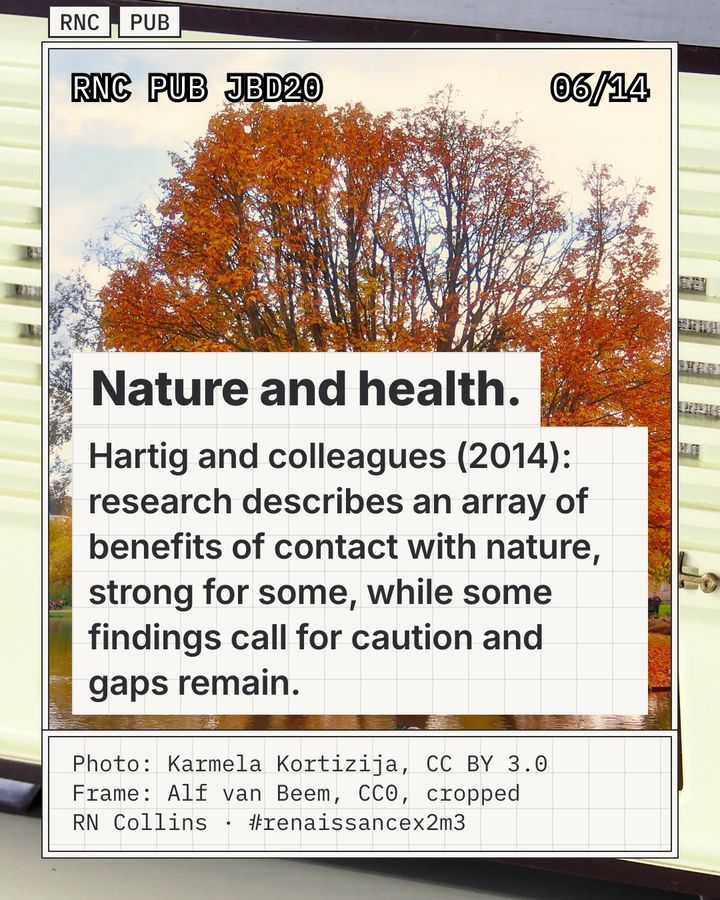 RNC PUB
RNC PUB JBD20 06/14
Nature and health.
Hartig and colleagues (2014):
research describes an array of
benefits of contact with nature,
strong for some, while some
findings call for caution and
gaps remain.
Photo: Karmela Kortizija, CC BY 3.0
Frame: Alf van Beem, CC0, cropped
RN Collins · #renaissancex2m3